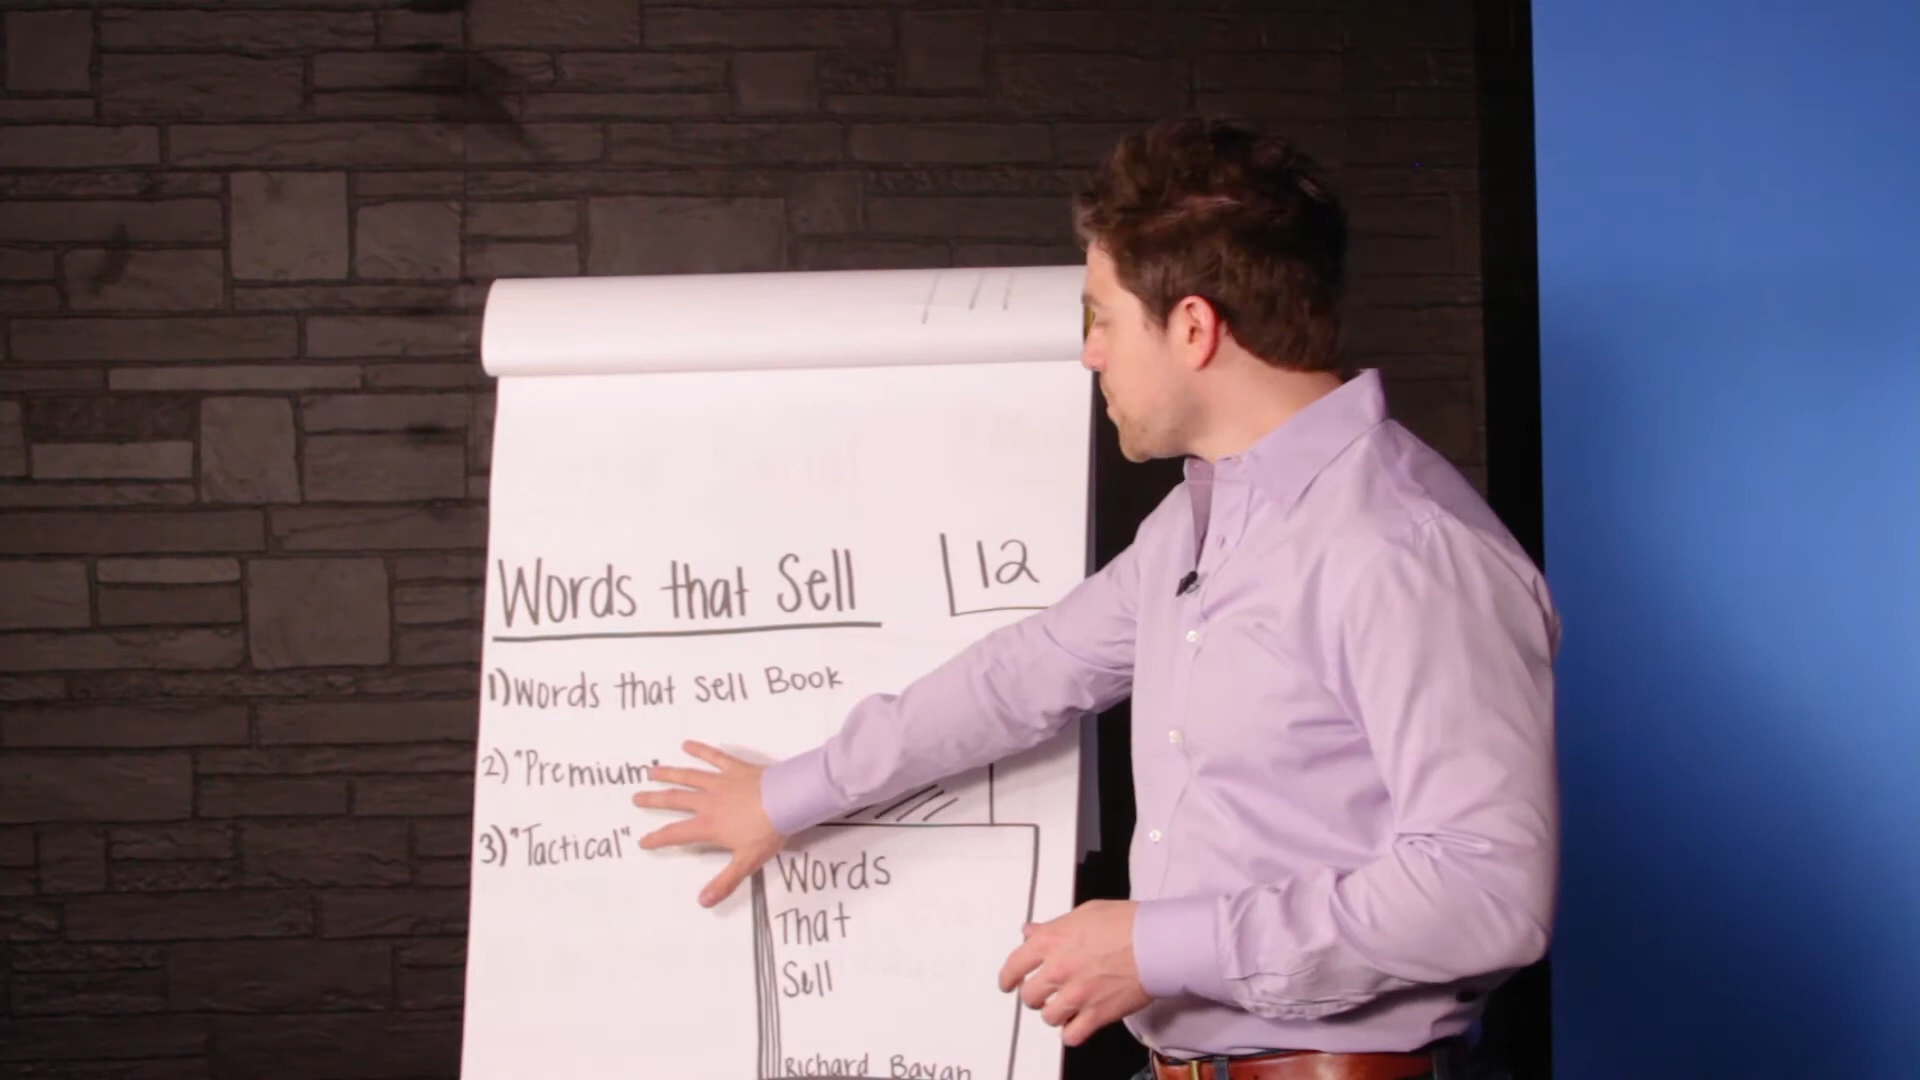 Words that Sell
12
1) Words that Sell Book
2) "Premium"
3) "Tactical"
Words
That
Sell
Richard Bayan